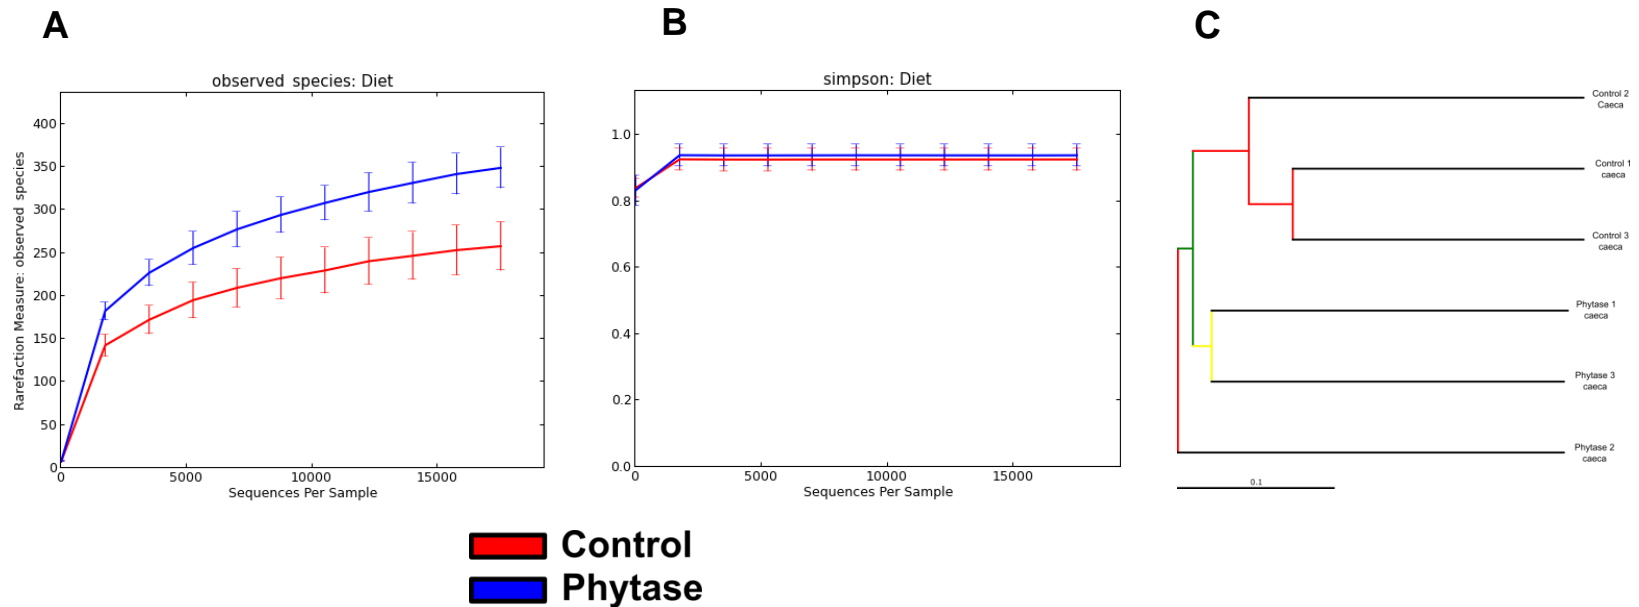 A
B
C
observed_species: Diet
Rarefaction Measure: observed species
400
350
300
250
200
150
100
50
0
0
5000
10000
15000
Sequences Per Sample
simpson: Diet
1.0
0.8
0.6
0.4
0.2
0.0
0
5000
10000
15000
Sequences Per Sample
Control 2
Caeca
Control 1
caeca
Control 3
caeca
Phytase 1
caeca
Phytase 3
caeca
Phytase 2
caeca
0.1
Control
Phytase